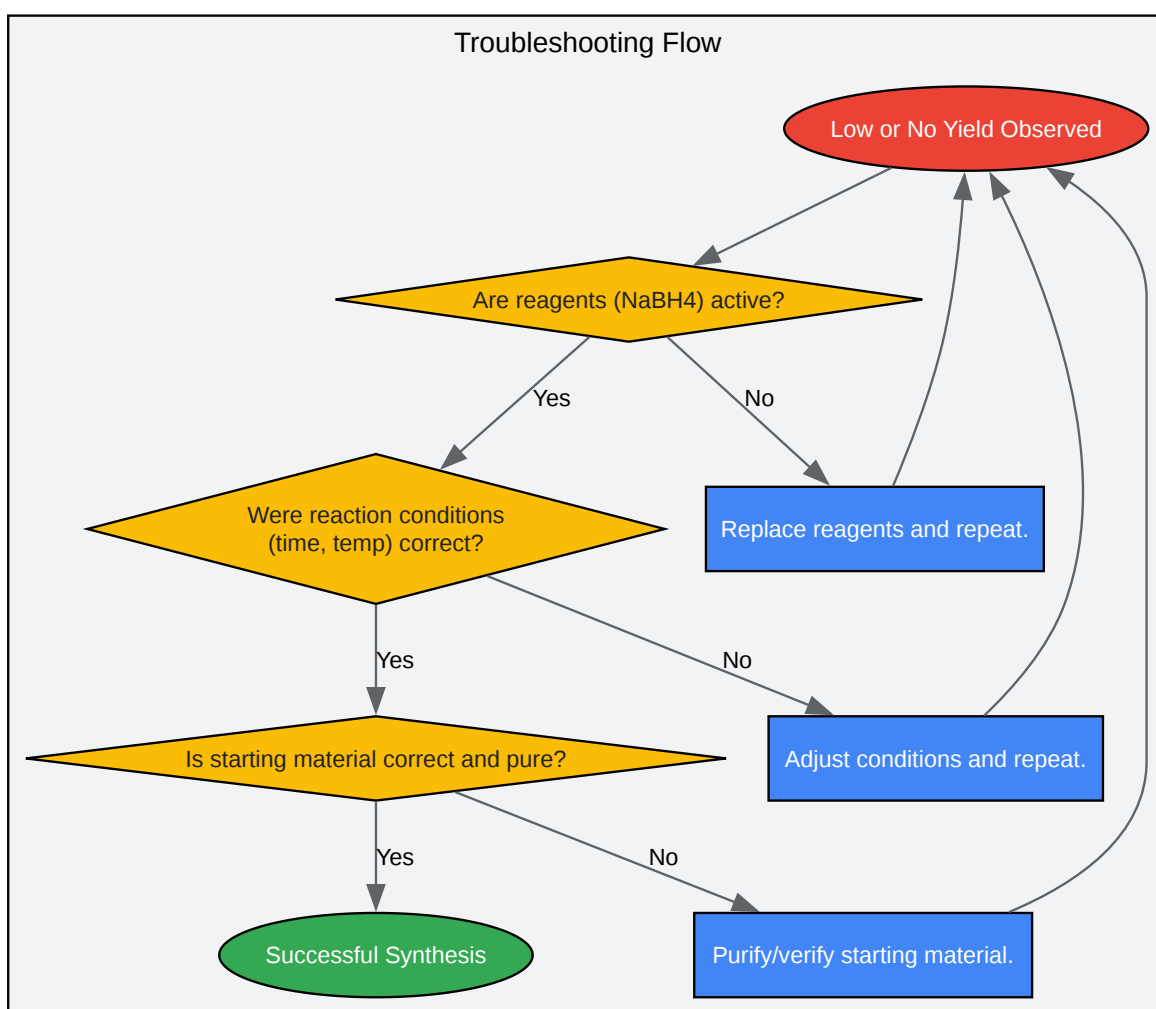 Troubleshooting Flow
Low or No Yield Observed
Are reagents (NaBH4) active?
Yes
No
Were reaction conditions
(time, temp) correct?
Replace reagents and repeat.
Yes
No
Is starting material correct and pure?
Adjust conditions and repeat.
Yes
No
Successful Synthesis
Purify/verify starting material.